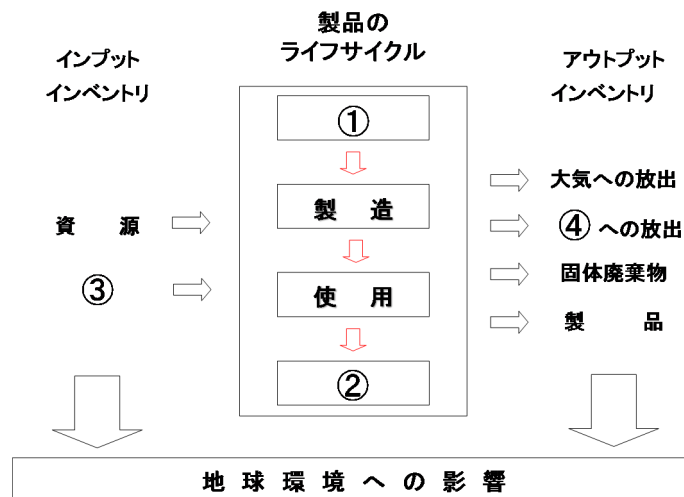 製品の
ライフサイクル
インプット
インベントリ
アウトプット
インベントリ
①
大気への放出
製造
資源
④への放出
③
使用
固体廃棄物
製品
②
地球環境への影響